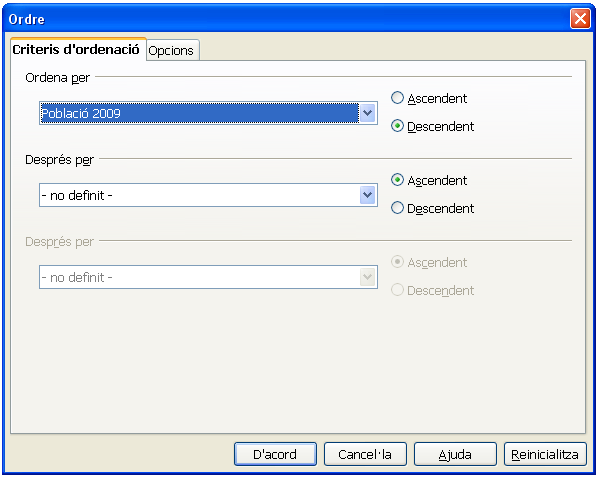 Ordre
Criteris d'ordenació Opcions
Ordena per
Població 2009
Ascendent
Descendent
Després per
- no definit -
Ascendent
Descendent
Després per
- no definit -
Ascendent
Descendent
D'acord Cancel·la Ajuda Reinicialitza